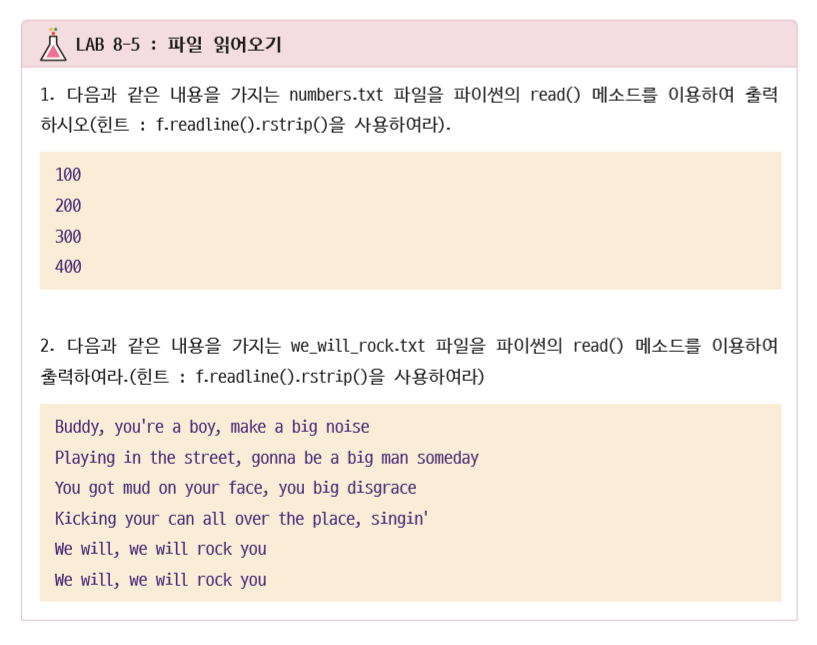 LAB 8-5 : 파일 읽어오기
1. 다음과 같은 내용을 가지는 numbers.txt 파일을 파이썬의 read() 메소드를 이용하여 출력
하시오(힌트 : f.readline().rstrip()을 사용하여라).
100
200
300
400
2. 다음과 같은 내용을 가지는 we_will_rock.txt 파일을 파이썬의 read() 메소드를 이용하여
출력하여라.(힌트 : f.readline().rstrip()을 사용하여라)
Buddy, you're a boy, make a big noise
Playing in the street, gonna be a big man someday
You got mud on your face, you big disgrace
Kicking your can all over the place, singin'
We will, we will rock you
We will, we will rock you